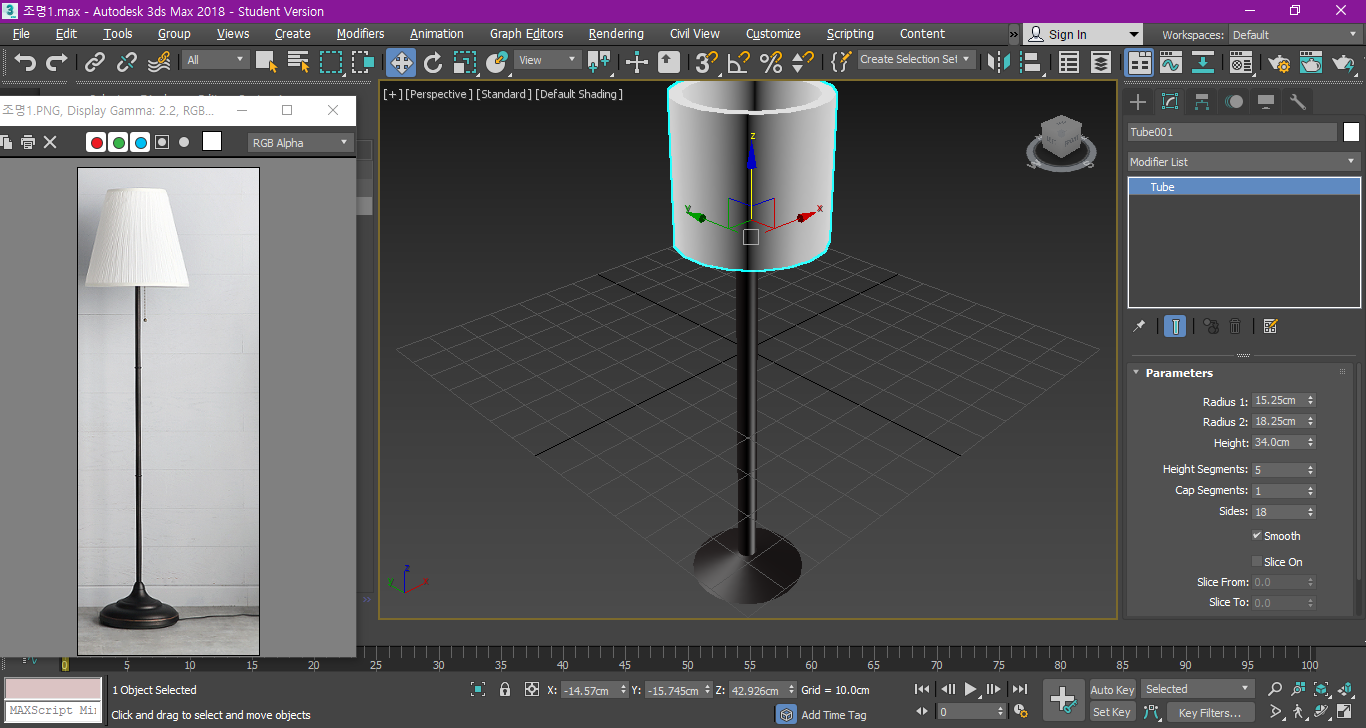 3 조명1.max - Autodesk 3ds Max 2018 - Student Version
File Edit Tools Group Views Create Modifiers Animation Graph Editors Rendering Civil View Customize Scripting Content » Sign In Workspaces: Default
All View 3 Create Selection Set
조명1.PNG, Display Gamma: 2.2, RGB...
RGB Alpha
[+] [Perspective ] [Standard ] [Default Shading ]
z
y x
z
y x
Tube001
Modifier List
Tube
Parameters
Radius 1: 15.25cm
Radius 2: 18.25cm
Height: 34.0cm
Height Segments: 5
Cap Segments: 1
Sides: 18
Smooth
Slice On
Slice From: 0.0
Slice To: 0.0
0 5 10 15 20 25 30 35 40 45 50 55 60 65 70 75 80 85 90 95 100
1 Object Selected X: -14.57cm Y: -15.745cm Z: 42.926cm Grid = 10.0cm Auto Key Selected
MAXScript Mi
Click and drag to select and move objects Add Time Tag 0 Set Key Key Filters...